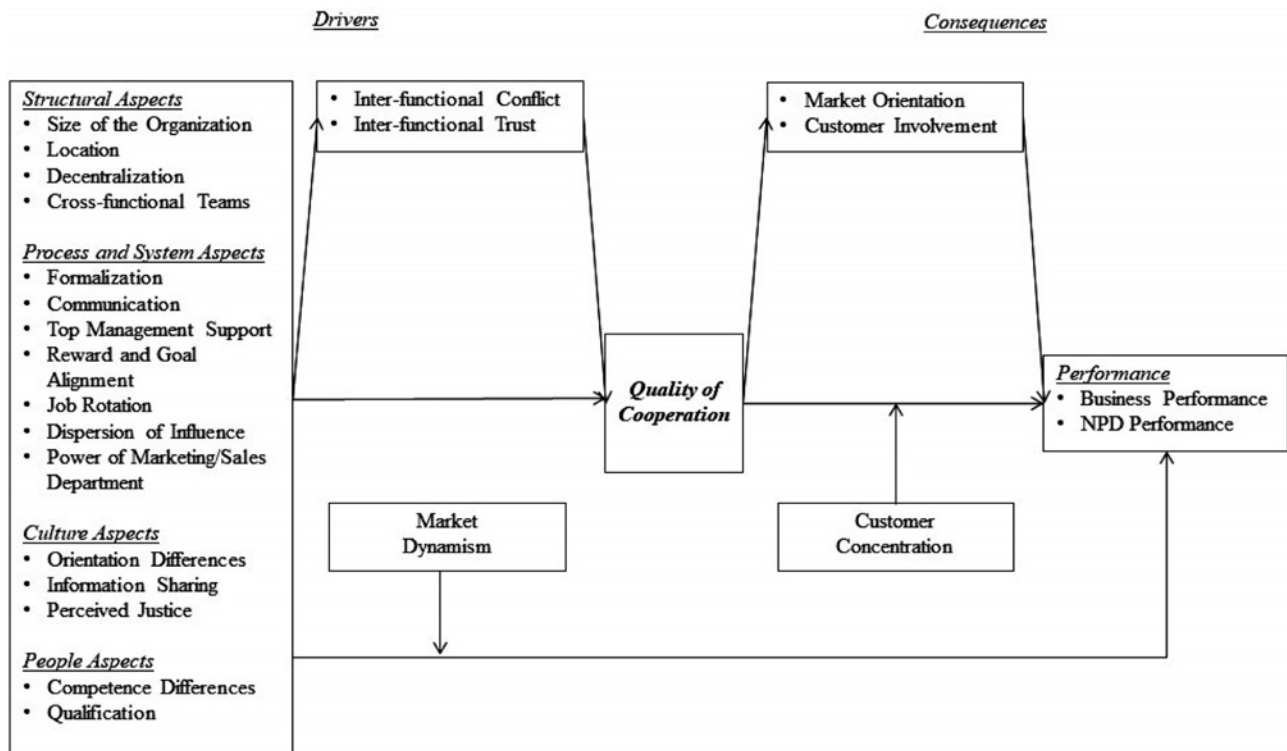 Drivers
Consequences
Structural Aspects
• Size of the Organization
• Location
• Decentralization
• Cross-functional Teams
Process and System Aspects
• Formalization
• Communication
• Top Management Support
• Reward and Goal
Alignment
• Job Rotation
• Dispersion of Influence
• Power of Marketing/Sales
Department
Culture Aspects
• Orientation Differences
• Information Sharing
• Perceived Justice
People Aspects
• Competence Differences
• Qualification
• Inter-functional Conflict
• Inter-functional Trust
Quality of
Cooperation
Market
Dynamism
• Market Orientation
• Customer Involvement
Customer
Concentration
Performance
• Business Performance
• NPD Performance